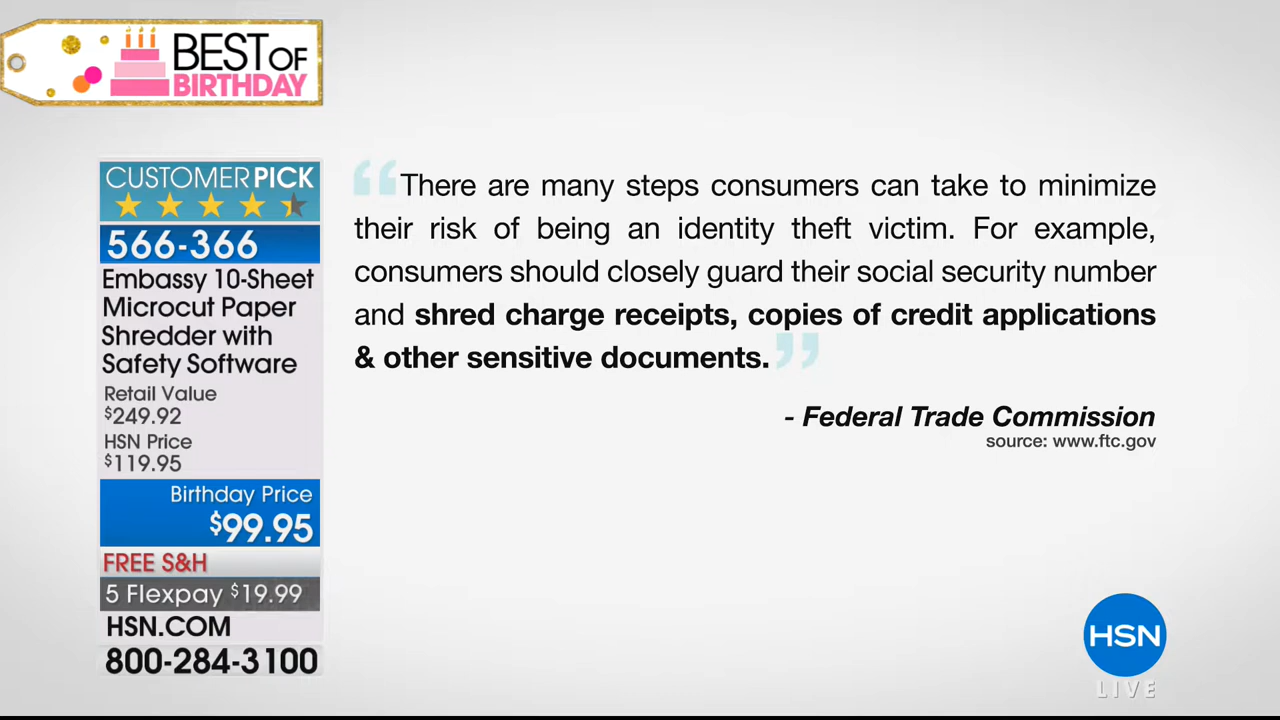 BEST OF
BIRTHDAY
CUSTOMER PICK
566-366
Embassy 10-Sheet
Microcut Paper
Shredder with
Safety Software
Retail Value
$249.92
HSN Price
$119.95
Birthday Price
$99.95
FREE S&H
5 Flexpay $19.99
HSN.COM
800-284-3100
“There are many steps consumers can take to minimize
their risk of being an identity theft victim. For example,
consumers should closely guard their social security number
and shred charge receipts, copies of credit applications
& other sensitive documents.”
- Federal Trade Commission
source: www.ftc.gov
HSN
LIVE